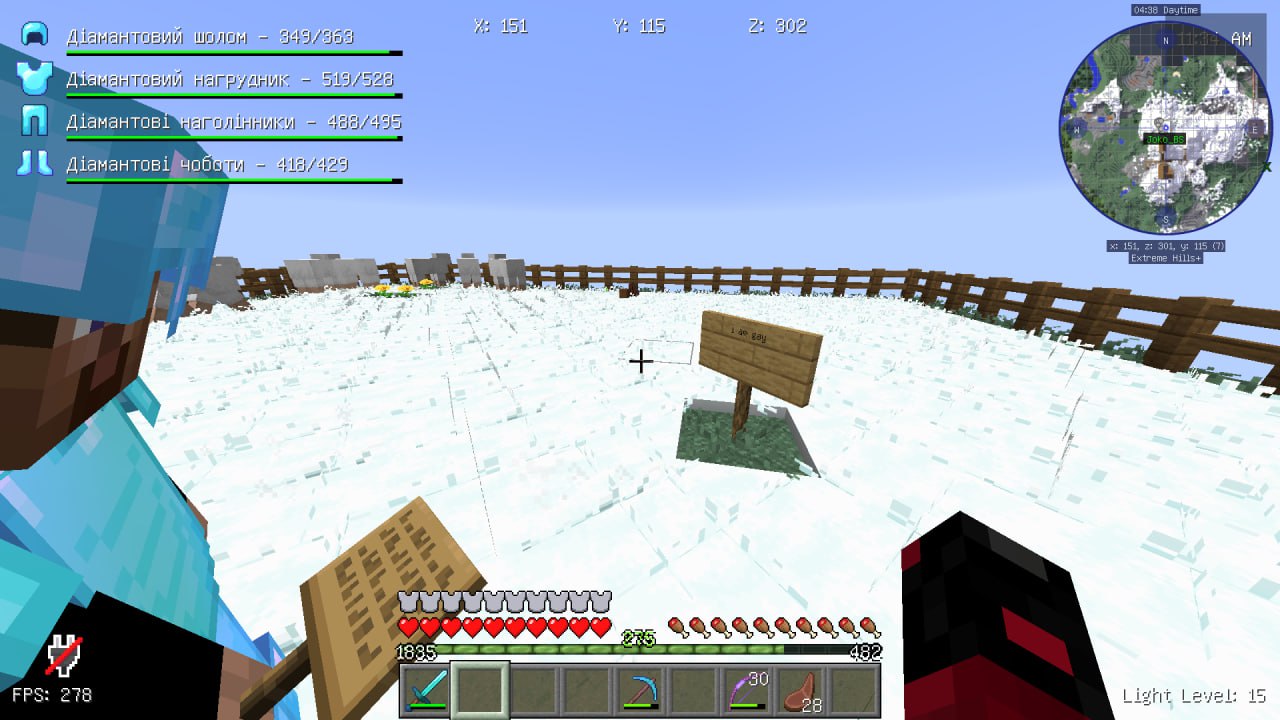 04:38 Daytime
X: 151 Y: 115 Z: 302
Діамантовий шолом - 349/363
AM
Діамантовий нагрудник - 519/528
N
Діамантові наголінники - 488/495
W
E
Joko_BS
Діамантові чоботи - 418/429
S
x: 151, z: 301, y: 115 (7)
Extreme Hills+
i am gay
275
1835
482
30
28
FPS: 278
Light Level: 15